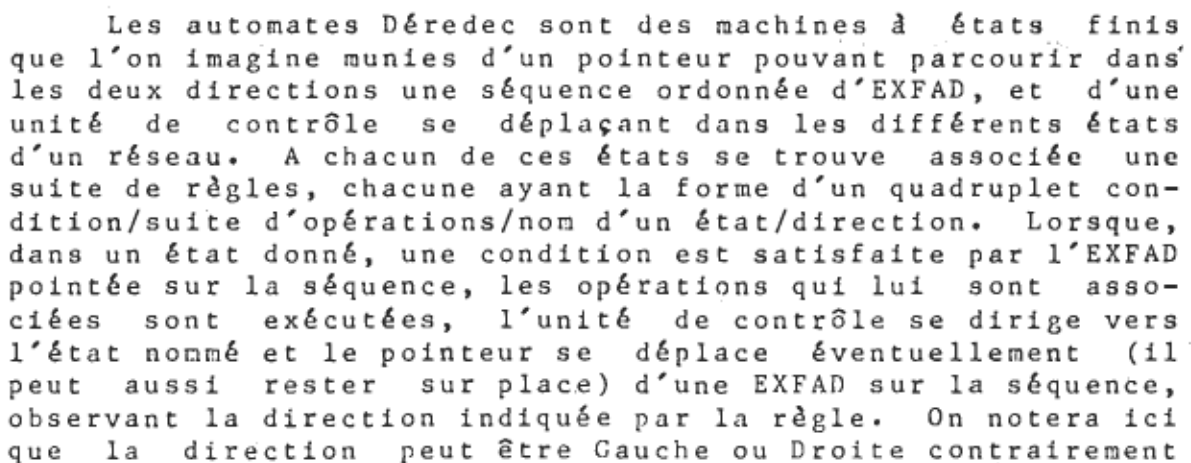 Les automates Déredec sont des machines à états finis
que l'on imagine munies d'un pointeur pouvant parcourir dans
les deux directions une séquence ordonnée d'EXFAD, et d'une
unité de contrôle se déplaçant dans les différents états
d'un réseau. A chacun de ces états se trouve associée une
suite de règles, chacune ayant la forme d'un quadruplet con-
dition/suite d'opérations/nom d'un état/direction. Lorsque,
dans un état donné, une condition est satisfaite par l'EXFAD
pointée sur la séquence, les opérations qui lui sont asso-
ciées sont exécutées, l'unité de contrôle se dirige vers
l'état nommé et le pointeur se déplace éventuellement (il
peut aussi rester sur place) d'une EXFAD sur la séquence,
observant la direction indiquée par la règle. On notera ici
que la direction peut être Gauche ou Droite contrairement